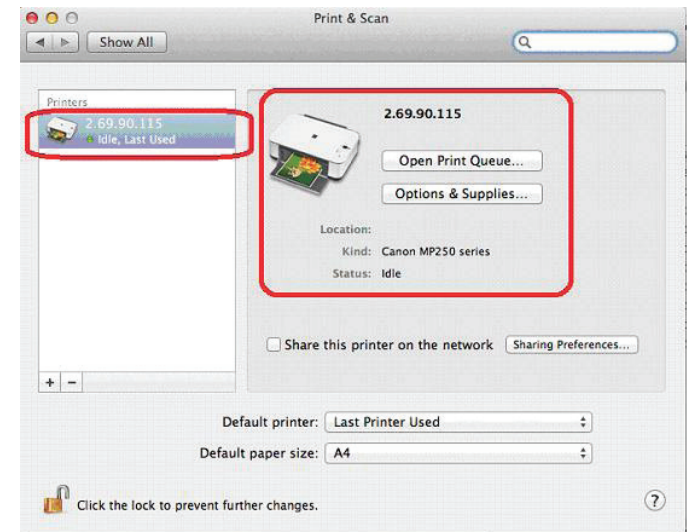 Print & Scan
Show All
Printers
2.69.90.115
Idle, Last Used
2.69.90.115
Open Print Queue...
Options & Supplies...
Location:
Kind: Canon MP250 series
Status: Idle
Share this printer on the network Sharing Preferences...
+ −
Default printer: Last Printer Used
Default paper size: A4
Click the lock to prevent further changes. ?